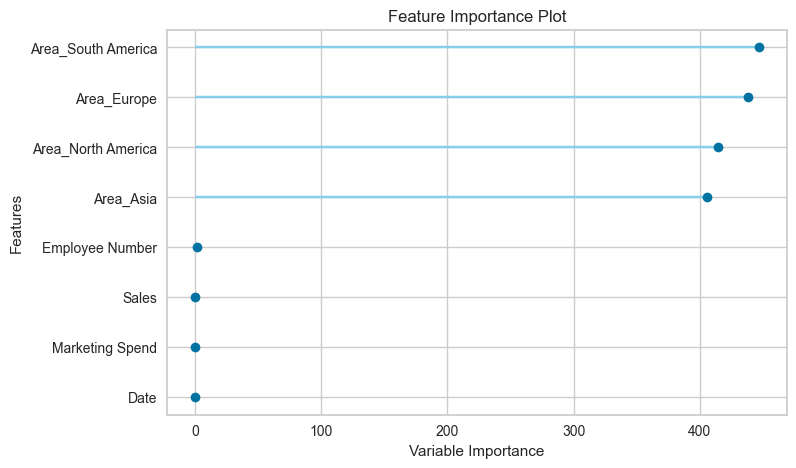 Feature Importance Plot
Features
Area_South America
Area_Europe
Area_North America
Area_Asia
Employee Number
Sales
Marketing Spend
Date
0 100 200 300 400
Variable Importance